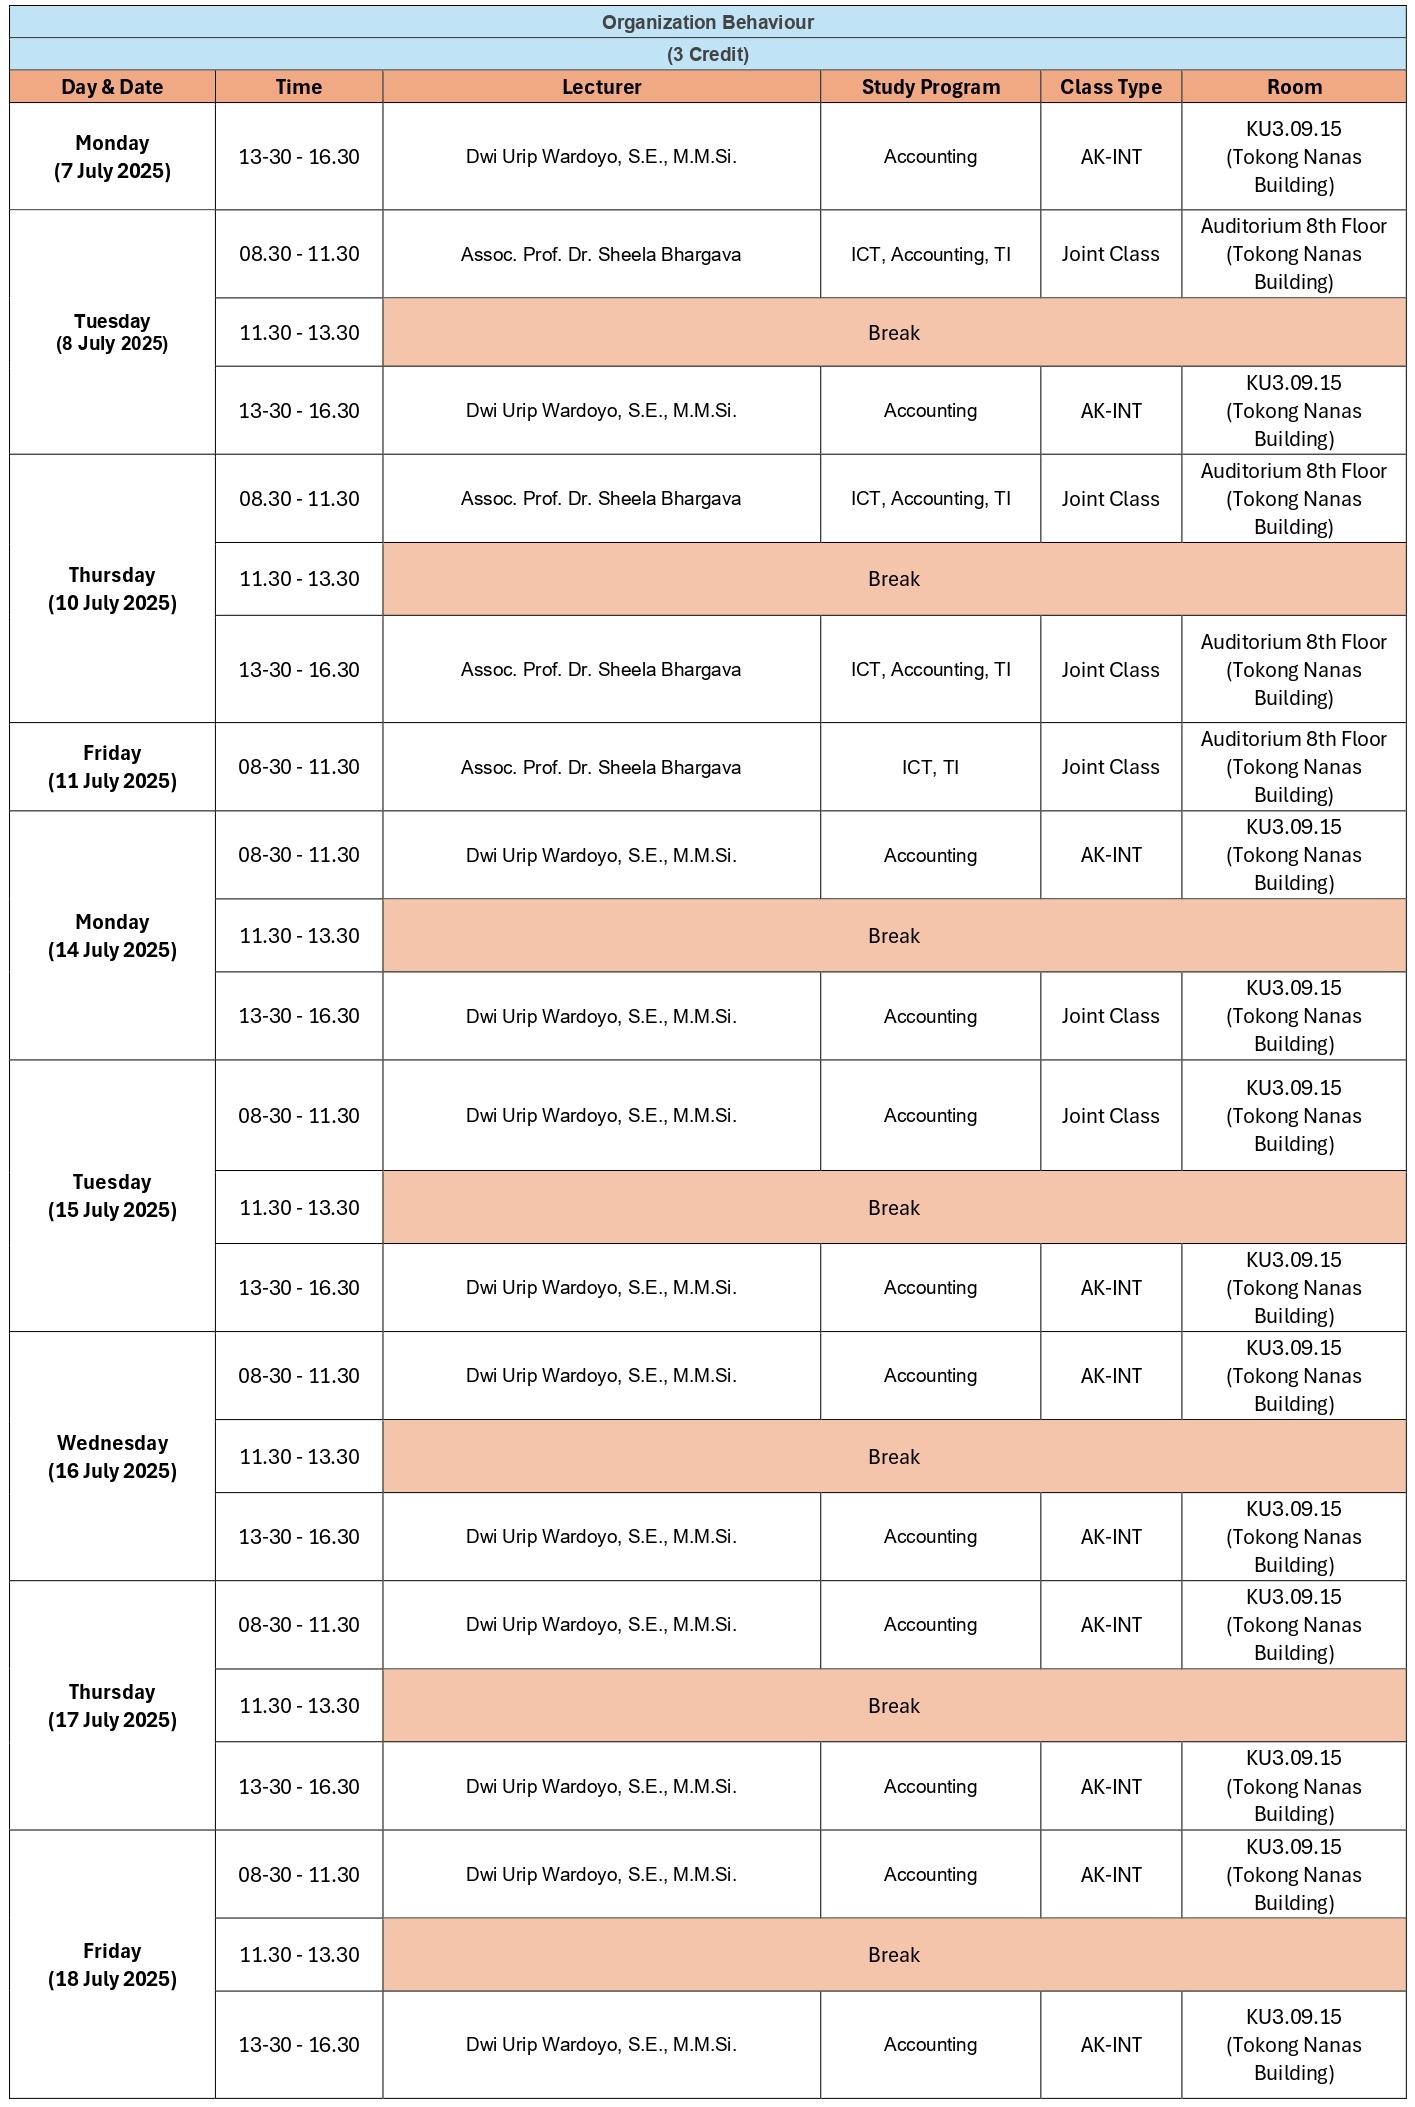 Organization Behaviour
(3 Credit)
Day & Date Time Lecturer Study Program Class Type Room
Monday
(7 July 2025)
13-30 - 16.30
Dwi Urip Wardoyo, S.E., M.M.Si.
Accounting
AK-INT
KU3.09.15
(Tokong Nanas
Building)
Tuesday
(8 July 2025)
08.30 - 11.30
Assoc. Prof. Dr. Sheela Bhargava
ICT, Accounting, TI
Joint Class
Auditorium 8th Floor
(Tokong Nanas
Building)
11.30 - 13.30
Break
13-30 - 16.30
Dwi Urip Wardoyo, S.E., M.M.Si.
Accounting
AK-INT
KU3.09.15
(Tokong Nanas
Building)
Thursday
(10 July 2025)
08.30 - 11.30
Assoc. Prof. Dr. Sheela Bhargava
ICT, Accounting, TI
Joint Class
Auditorium 8th Floor
(Tokong Nanas
Building)
11.30 - 13.30
Break
13-30 - 16.30
Assoc. Prof. Dr. Sheela Bhargava
ICT, Accounting, TI
Joint Class
Auditorium 8th Floor
(Tokong Nanas
Building)
Friday
(11 July 2025)
08-30 - 11.30
Assoc. Prof. Dr. Sheela Bhargava
ICT, TI
Joint Class
Auditorium 8th Floor
(Tokong Nanas
Building)
Monday
(14 July 2025)
08-30 - 11.30
Dwi Urip Wardoyo, S.E., M.M.Si.
Accounting
AK-INT
KU3.09.15
(Tokong Nanas
Building)
11.30 - 13.30
Break
13-30 - 16.30
Dwi Urip Wardoyo, S.E., M.M.Si.
Accounting
Joint Class
KU3.09.15
(Tokong Nanas
Building)
Tuesday
(15 July 2025)
08-30 - 11.30
Dwi Urip Wardoyo, S.E., M.M.Si.
Accounting
Joint Class
KU3.09.15
(Tokong Nanas
Building)
11.30 - 13.30
Break
13-30 - 16.30
Dwi Urip Wardoyo, S.E., M.M.Si.
Accounting
AK-INT
KU3.09.15
(Tokong Nanas
Building)
Wednesday
(16 July 2025)
08-30 - 11.30
Dwi Urip Wardoyo, S.E., M.M.Si.
Accounting
AK-INT
KU3.09.15
(Tokong Nanas
Building)
11.30 - 13.30
Break
13-30 - 16.30
Dwi Urip Wardoyo, S.E., M.M.Si.
Accounting
AK-INT
KU3.09.15
(Tokong Nanas
Building)
Thursday
(17 July 2025)
08-30 - 11.30
Dwi Urip Wardoyo, S.E., M.M.Si.
Accounting
AK-INT
KU3.09.15
(Tokong Nanas
Building)
11.30 - 13.30
Break
13-30 - 16.30
Dwi Urip Wardoyo, S.E., M.M.Si.
Accounting
AK-INT
KU3.09.15
(Tokong Nanas
Building)
Friday
(18 July 2025)
08-30 - 11.30
Dwi Urip Wardoyo, S.E., M.M.Si.
Accounting
AK-INT
KU3.09.15
(Tokong Nanas
Building)
11.30 - 13.30
Break
13-30 - 16.30
Dwi Urip Wardoyo, S.E., M.M.Si.
Accounting
AK-INT
KU3.09.15
(Tokong Nanas
Building)